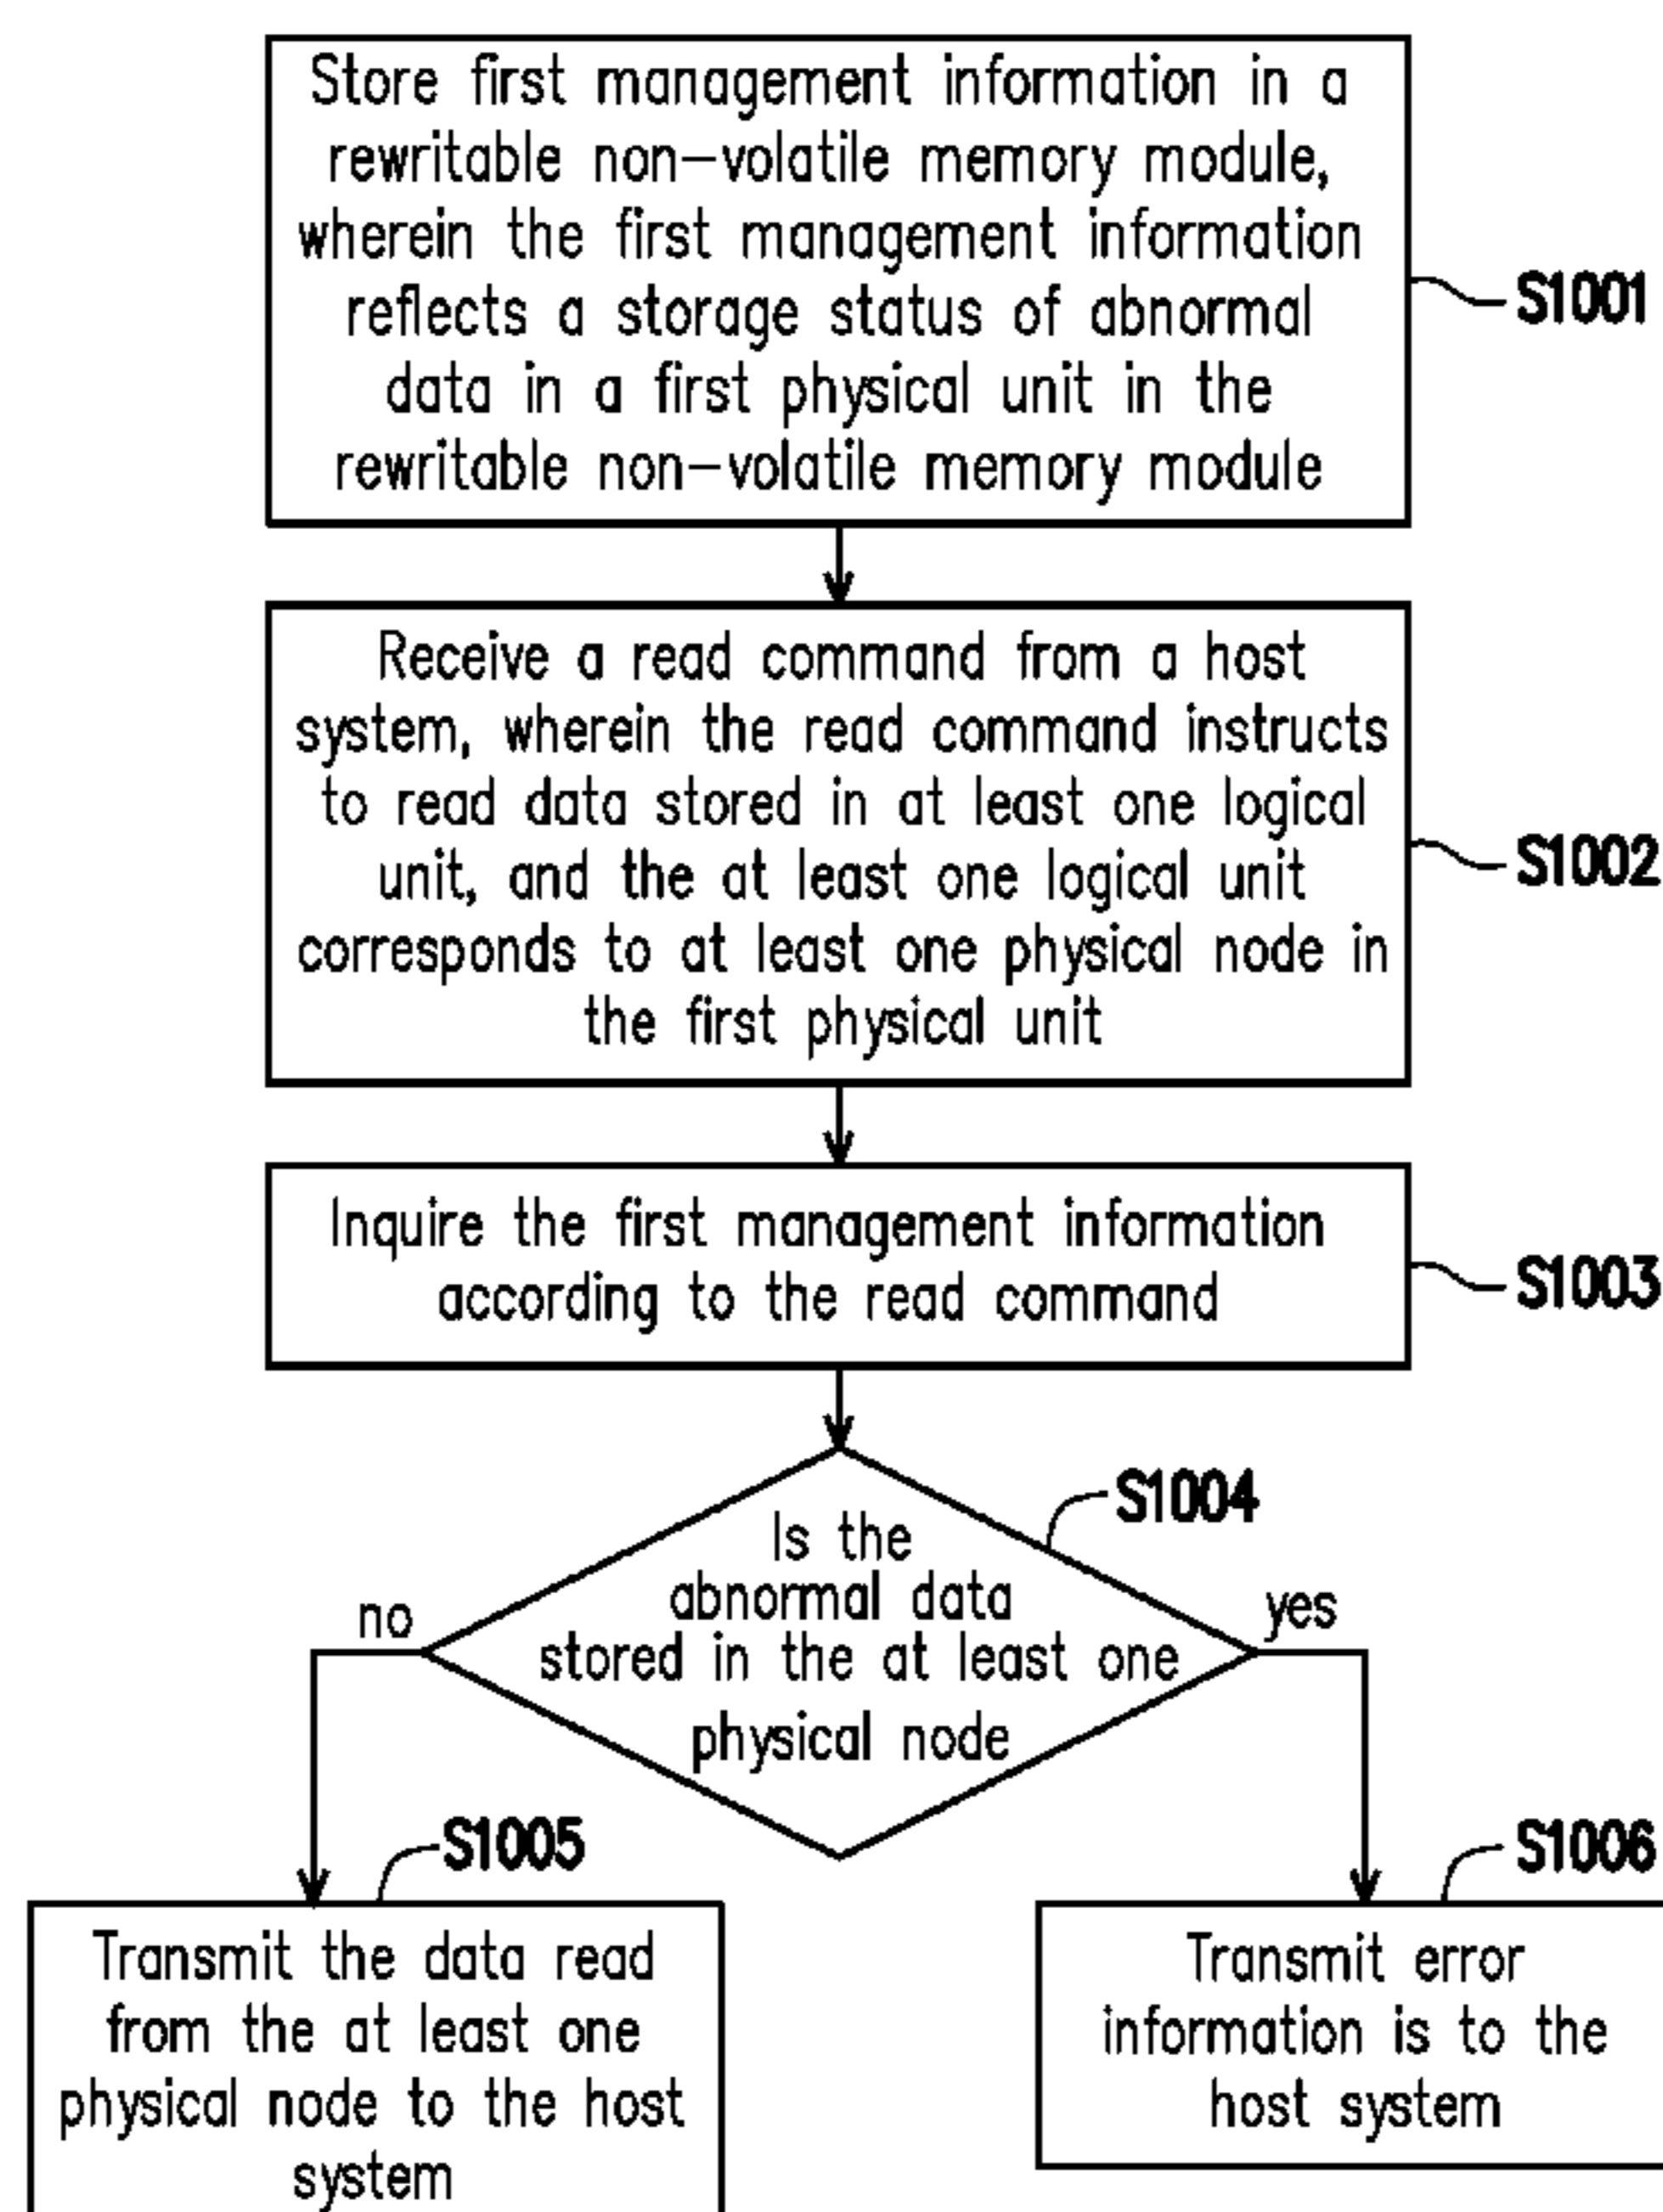 Store first management information in a
rewritable non-volatile memory module,
wherein the first management information
reflects a storage status of abnormal
data in a first physical unit in the
rewritable non-volatile memory module
S1001
Receive a read command from a host
system, wherein the read command instructs
to read data stored in at least one logical
unit, and the at least one logical unit
corresponds to at least one physical node in
the first physical unit
S1002
Inquire the first management information
according to the read command
S1003
S1004
Is the
abnormal data
stored in the at least one
physical node
no
yes
S1005
Transmit the data read
from the at least one
physical node to the host
system
S1006
Transmit error
information is to the
host system